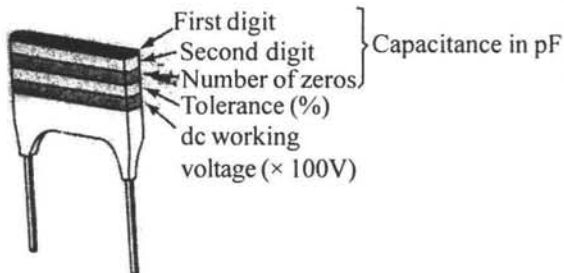 First digit
Second digit
Number of zeros
Capacitance in pF
Tolerance (%)
dc working
voltage (× 100V)